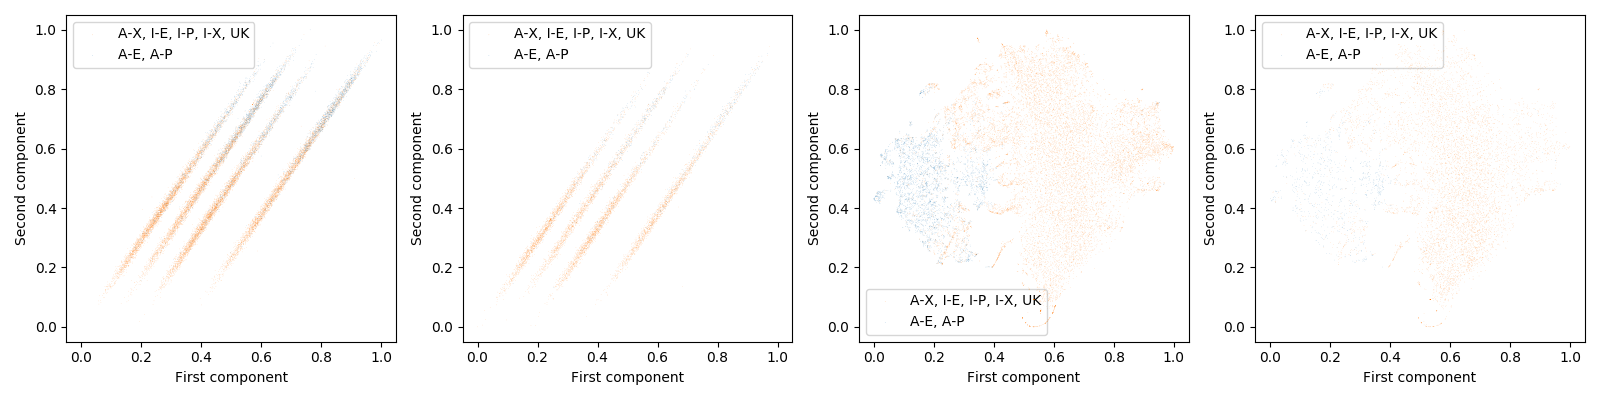 A-X, I-E, I-P, I-X, UK
A-E, A-P
1.0
0.8
0.6
0.4
0.2
0.0
0.0 0.2 0.4 0.6 0.8 1.0
Second component
First component
A-X, I-E, I-P, I-X, UK
A-E, A-P
1.0
0.8
0.6
0.4
0.2
0.0
0.0 0.2 0.4 0.6 0.8 1.0
Second component
First component
A-X, I-E, I-P, I-X, UK
A-E, A-P
1.0
0.8
0.6
0.4
0.2
0.0
0.0 0.2 0.4 0.6 0.8 1.0
Second component
First component
A-X, I-E, I-P, I-X, UK
A-E, A-P
1.0
0.8
0.6
0.4
0.2
0.0
0.0 0.2 0.4 0.6 0.8 1.0
Second component
First component